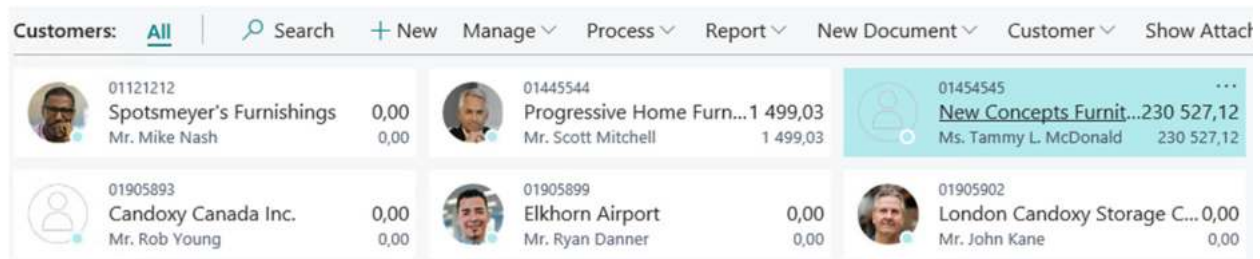 Customers: All Search + New Manage Process Report New Document Customer Show Attach
01121212
Spotsmeyer's Furnishings 0,00
Mr. Mike Nash 0,00
01445544
Progressive Home Furn... 1 499,03
Mr. Scott Mitchell 1 499,03
01454545 ...
New Concepts Furnit... 230 527,12
Ms. Tammy L. McDonald 230 527,12
01905893
Candoxy Canada Inc. 0,00
Mr. Rob Young 0,00
01905899
Elkhorn Airport 0,00
Mr. Ryan Danner 0,00
01905902
London Candoxy Storage C... 0,00
Mr. John Kane 0,00